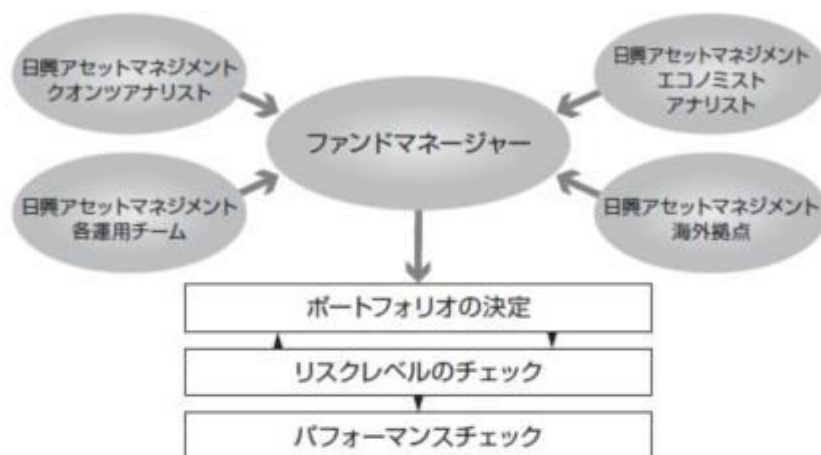 日興アセットマネジメント
クオンツアナリスト
日興アセットマネジメント
エコノミスト
アナリスト
ファンドマネージャー
日興アセットマネジメント
各運用チーム
日興アセットマネジメント
海外拠点
ポートフォリオの決定
リスクレベルのチェック
パフォーマンスチェック